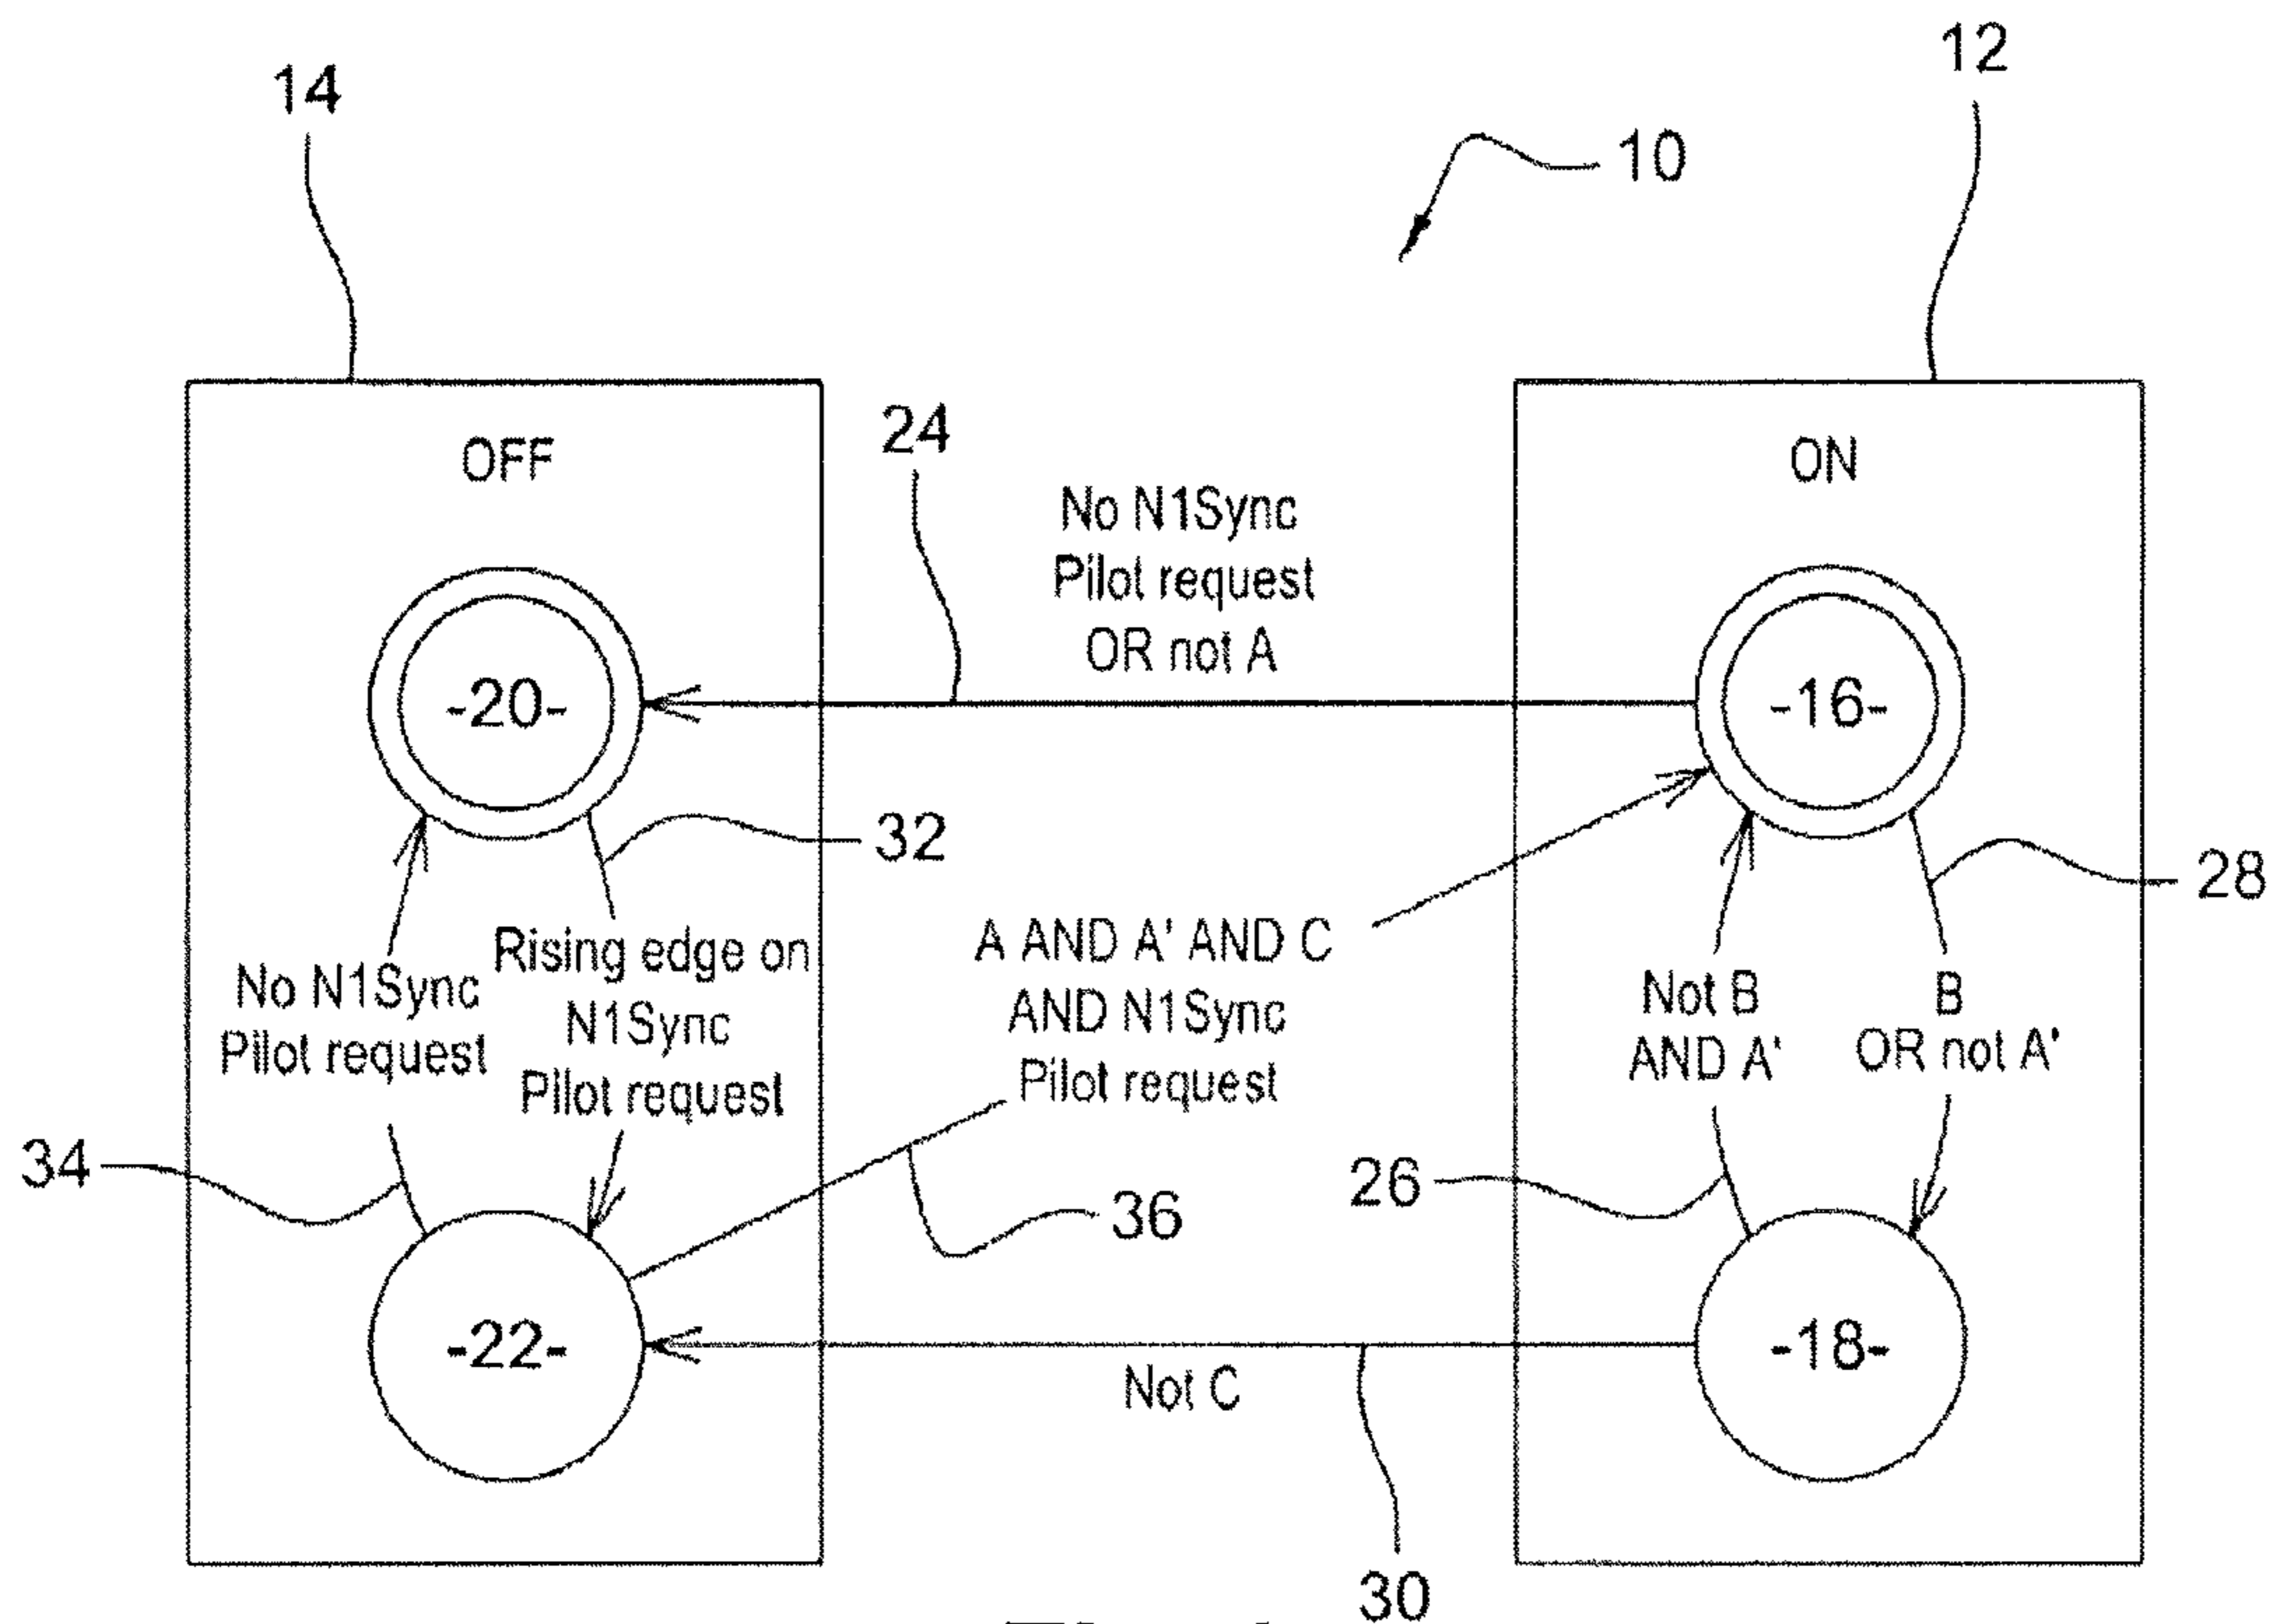 12
14
10
OFF
24
No N1Sync
Pilot request
OR not A
ON
-20-
-16-
32
28
No N1Sync
Pilot request
Rising edge on
N1Sync
Pilot request
A AND A' AND C
AND N1Sync
Pilot request
Not B
AND A'
B
OR not A'
34
36
26
-22-
-18-
Not C
30